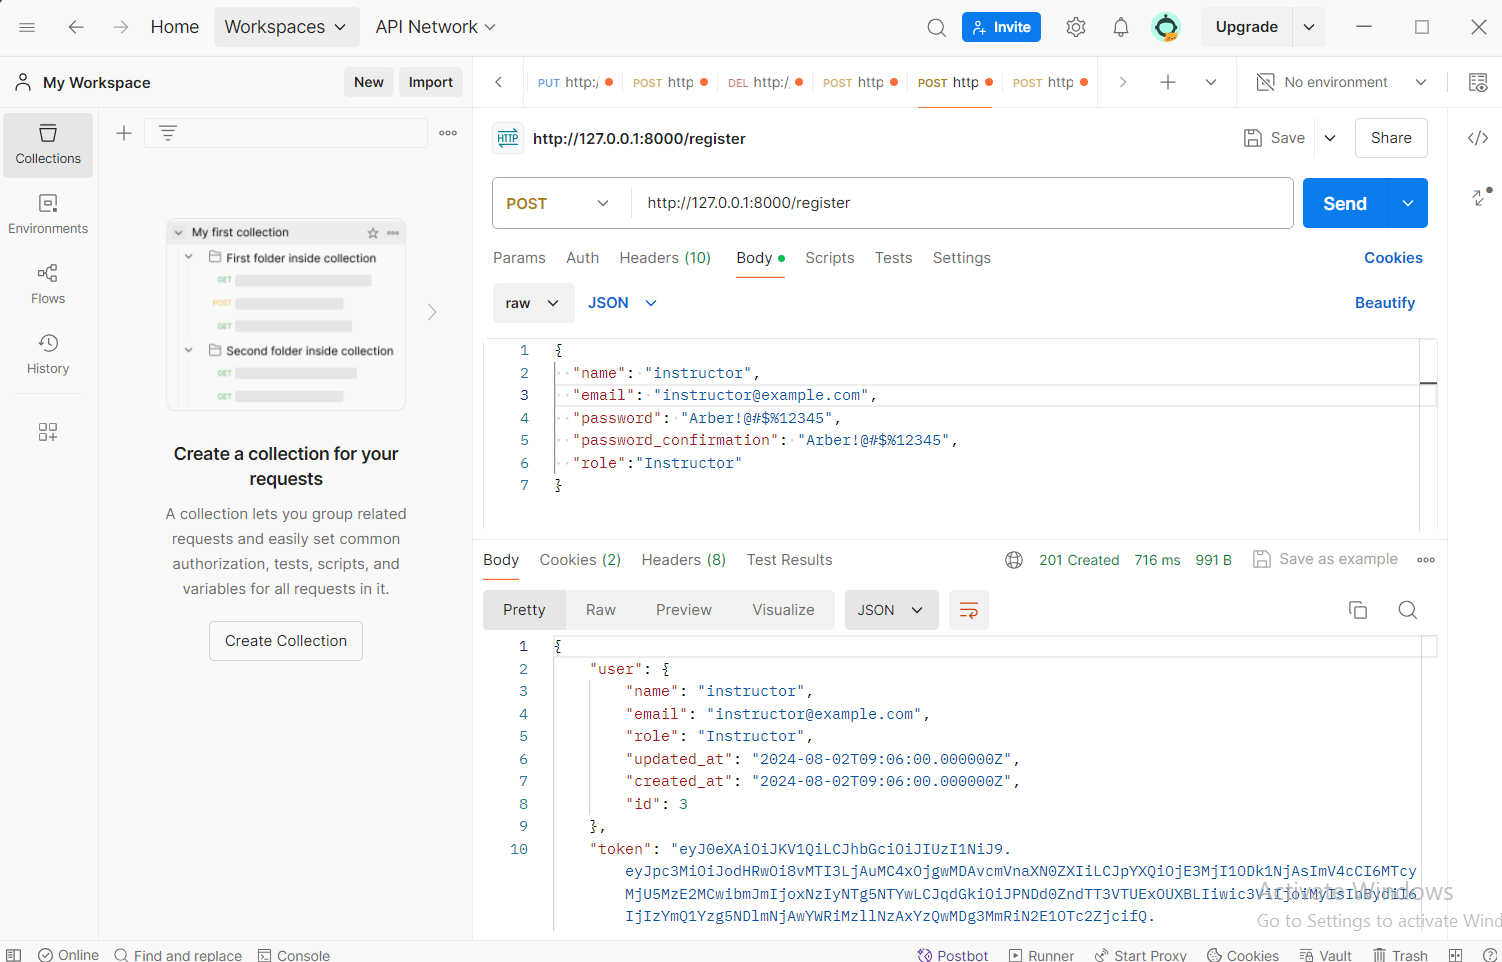 Home Workspaces API Network Invite Upgrade
My Workspace New Import PUT http:/ POST http DEL http:/ POST http POST http POST http No environment
Collections
Environments
Flows
History
My first collection
First folder inside collection
GET
POST
GET
Second folder inside collection
GET
GET
Create a collection for your
requests
A collection lets you group related
requests and easily set common
authorization, tests, scripts, and
variables for all requests in it.
Create Collection
HTTP http://127.0.0.1:8000/register Save Share
POST http://127.0.0.1:8000/register Send
Params Auth Headers (10) Body Scripts Tests Settings Cookies
raw JSON Beautify
1 {
2 "name": "instructor",
3 "email": "instructor@example.com",
4 "password": "Arber!@#$%12345",
5 "password_confirmation": "Arber!@#$%12345",
6 "role":"Instructor"
7 }
Body Cookies (2) Headers (8) Test Results 201 Created 716 ms 991 B Save as example
Pretty Raw Preview Visualize JSON
1 {
2 "user": {
3 "name": "instructor",
4 "email": "instructor@example.com",
5 "role": "Instructor",
6 "updated_at": "2024-08-02T09:06:00.000000Z",
7 "created_at": "2024-08-02T09:06:00.000000Z",
8 "id": 3
9 },
10 "token": "eyJ0eXAiOiJKV1QiLCJhbGciOiJIUzI1NiJ9.
eyJpc3MiOiJodHRwOi8vMTI3LjAuMC4xOjgwMDAvcmVnaXN0ZXIiLCJpYXQiOjE3MjI1ODk1NjAsImV4cCI6MTcy
IjIzYmQ1Yzg5NDlmNjAwYWRiMzllNzAxYzQwMDg3MmRiN2E1OTc2ZjcifQ.
Activate Windows
Go to Settings to activate Wind
Online Find and replace Console Postbot Runner Start Proxy Cookies Vault Trash